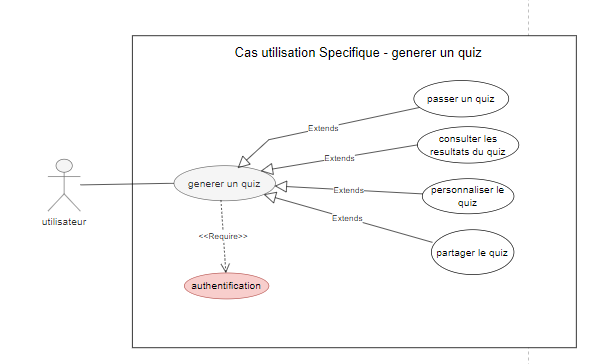 Cas utilisation Specifique - generer un quiz
passer un quiz
Extends
consulter les
resultats du quiz
Extends
generer un quiz
personnaliser le
quiz
Extends
utilisateur
Extends
<<Require>>
partager le quiz
authentification